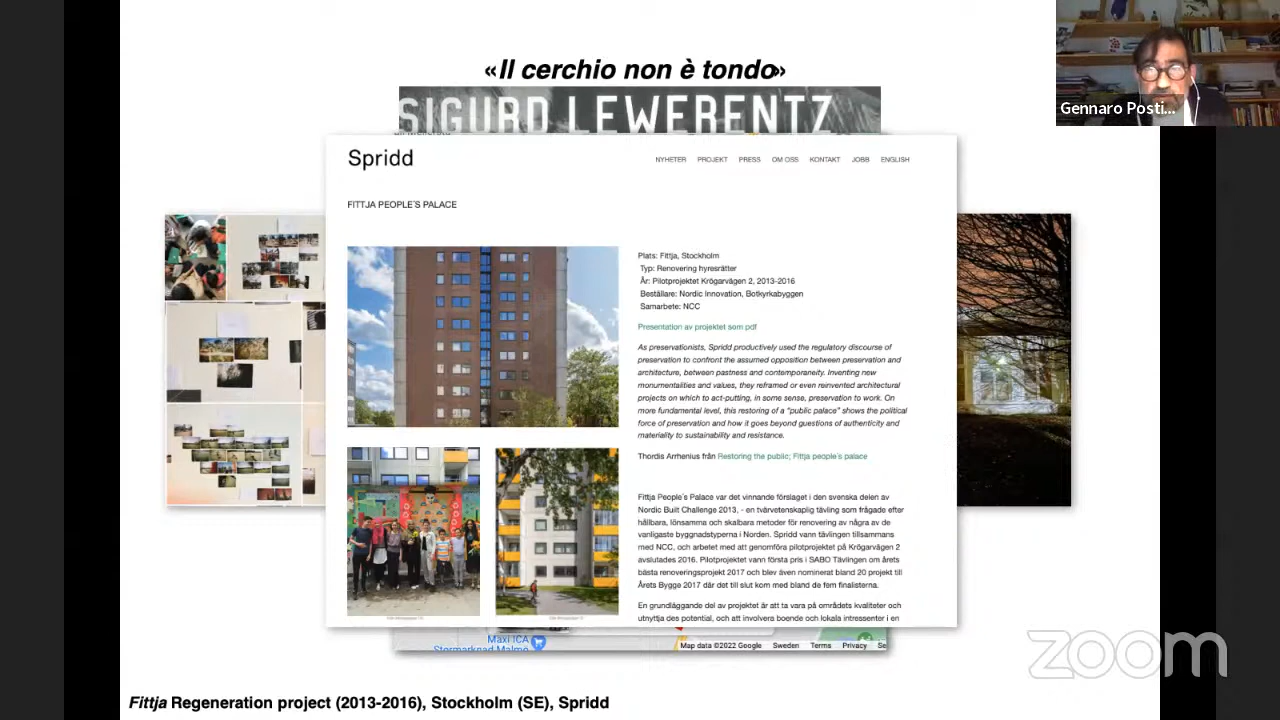 «Il cerchio non è tondo»
SIGURD LEWERENTZ
Gennaro Posti...
Spridd
NYHETER PROJEKT PRESS OM OSS KONTAKT JOBB ENGLISH
FITTJA PEOPLE´S PALACE
Plats: Fittja, Stockholm
Typ: Renovering hyresrätter
År: Pilotprojektet Krögarvägen 2, 2013-2016
Beställare: Nordic Innovation, Botkyrkabyggen
Samarbete: NCC
Presentation av projektet som pdf
As preservationists, Spridd productively used the regulatory discourse of
preservation to confront the assumed opposition between preservation and
architecture, between pastness and contemporaneity. Inventing new
monumentalities and values, they reframed or even reinvented architectural
projects on which to act-putting, in some sense, preservation to work. On
more fundamental level, this restoring of a "public palace" shows the political
force of preservation and how it goes beyond questions of authenticity and
materiality to sustainability and resistance.
Thordis Arrhenius från Restoring the public; Fittja people´s palace
Fittja People´s Palace var det vinnande förslaget i den svenska delen av
Nordic Built Challenge 2013, - en tvärvetenskaplig tävling som frågade efter
hållbara, lönsamma och skalbara metoder för renovering av några av de
vanligaste byggnadstyperna i Norden. Spridd vann tävlingen tillsammans
med NCC, och arbetet med att genomföra pilotprojektet på Krögarvägen 2
avslutades 2016. Pilotprojektet vann första pris i SABO Tävlingen om årets
bästa renoveringsprojekt 2017 och blev även nominerat bland 20 projekt till
Årets Bygge 2017 där det till slut kom med bland de fem finalisterna.
En grundläggande del av projektet är att ta vara på områdets kvaliteter och
utnyttja des potential, och att involvera boende och lokala intressenter i en
Maxi ICA
Stormarknad Malmö
Map data ©2022 Google Sweden Terms Privacy Se
zoom
Fittja Regeneration project (2013-2016), Stockholm (SE), Spridd